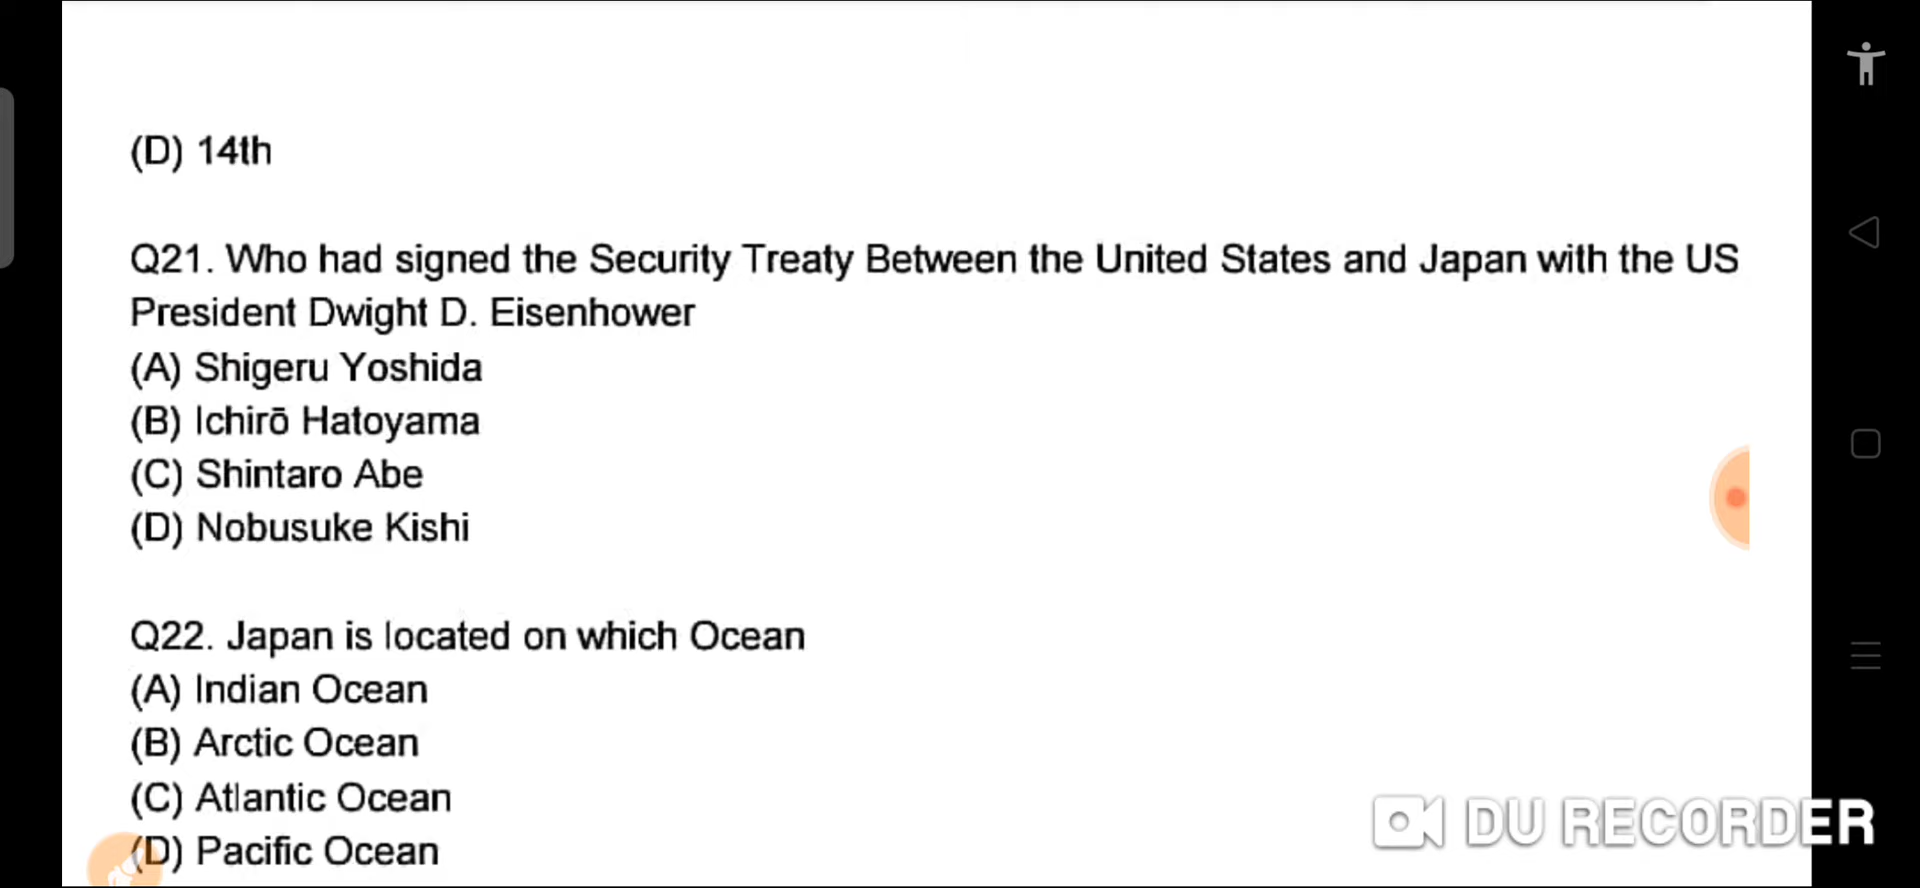 (D) 14th
Q21. Who had signed the Security Treaty Between the United States and Japan with the US
President Dwight D. Eisenhower
(A) Shigeru Yoshida
(B) Ichirō Hatoyama
(C) Shintaro Abe
(D) Nobusuke Kishi
Q22. Japan is located on which Ocean
(A) Indian Ocean
(B) Arctic Ocean
(C) Atlantic Ocean
(D) Pacific Ocean
DU RECORDER